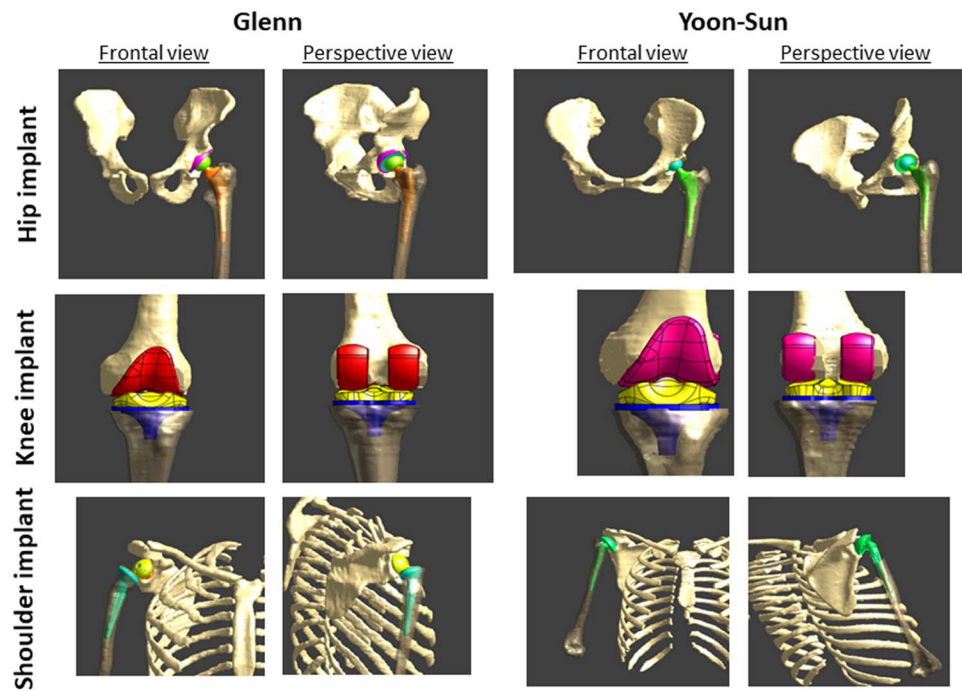 Glenn
Yoon-Sun
Frontal view
Perspective view
Frontal view
Perspective view
Hip implant
Knee implant
Shoulder implant